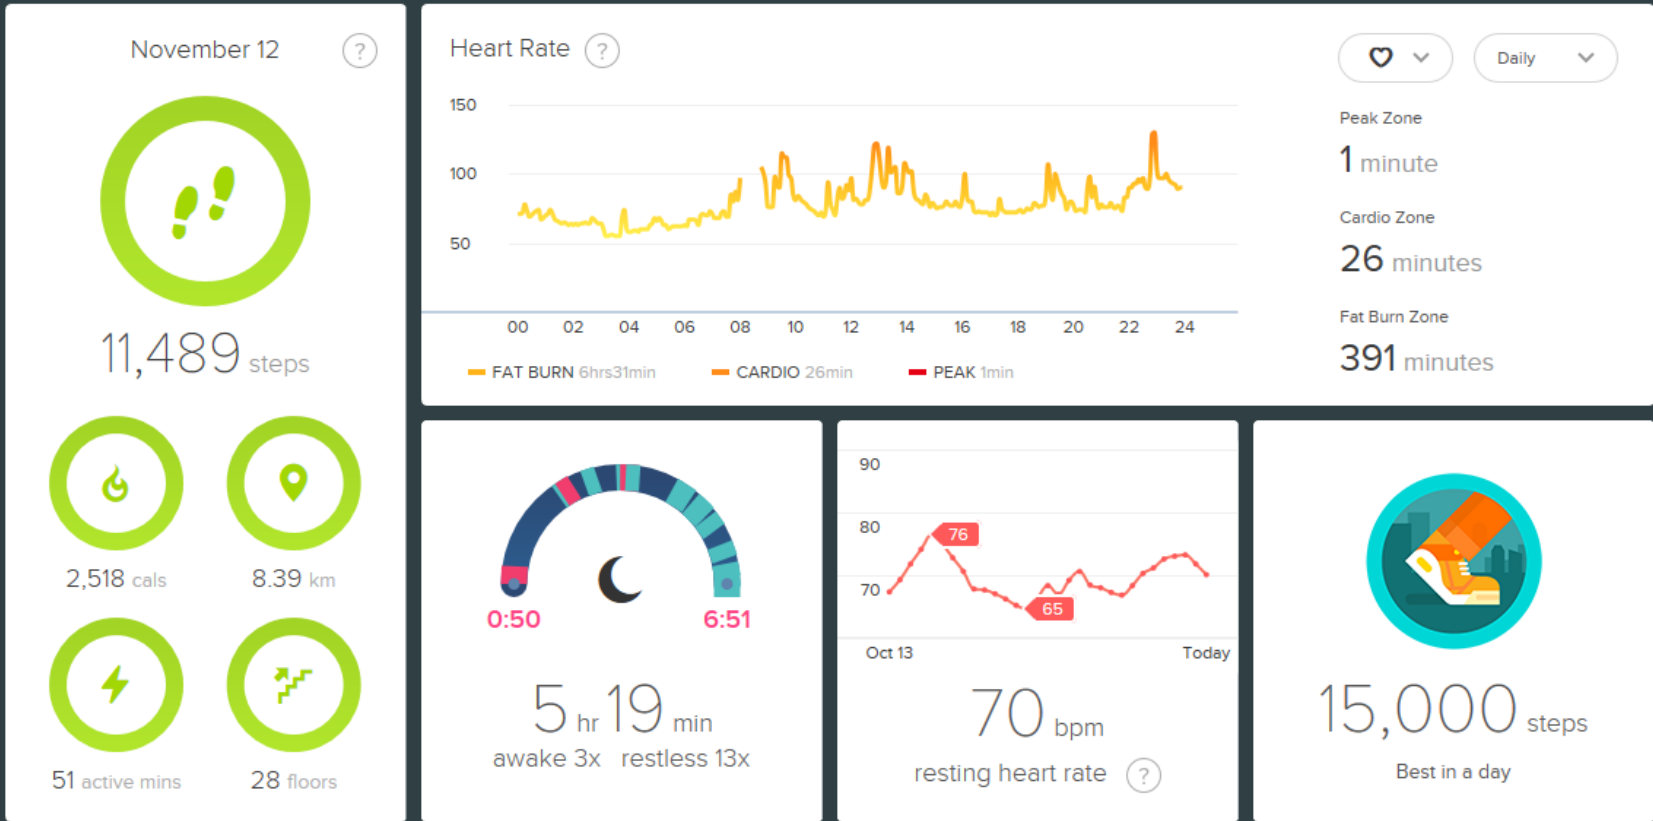 November 12
?
11,489 steps
2,518 cals
8.39 km
51 active mins
28 floors
Heart Rate ?
Daily
150
100
50
00 02 04 06 08 10 12 14 16 18 20 22 24
FAT BURN 6hrs31min CARDIO 26min PEAK 1min
Peak Zone
1 minute
Cardio Zone
26 minutes
Fat Burn Zone
391 minutes
0:50 6:51
5 hr 19 min
awake 3x restless 13x
90
80
76
70
65
Oct 13 Today
70 bpm
resting heart rate ?
15,000 steps
Best in a day